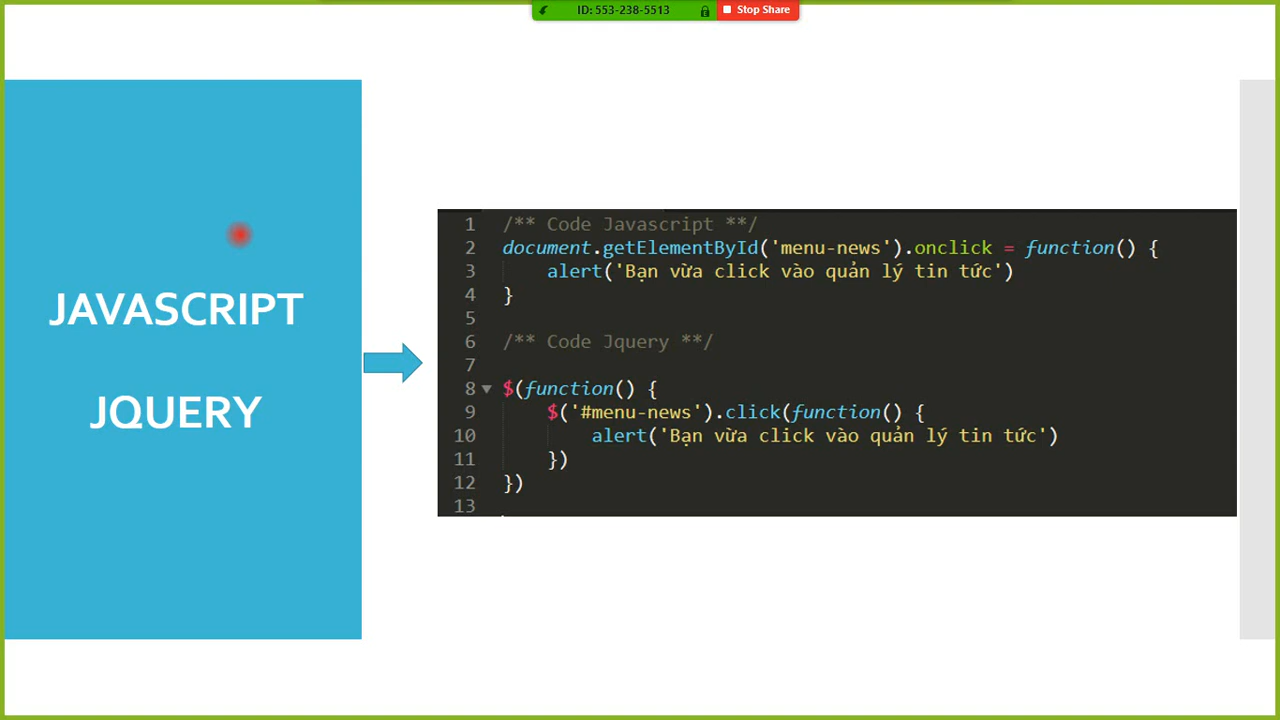 ID: 553-238-5513
Stop Share
JAVASCRIPT
JQUERY
1 /** Code Javascript **/
2 document.getElementById('menu-news').onclick = function() {
3 alert('Bạn vừa click vào quản lý tin tức')
4 }
5
6 /** Code Jquery **/
7
8 $(function() {
9 $('#menu-news').click(function() {
10 alert('Bạn vừa click vào quản lý tin tức')
11 })
12 })
13